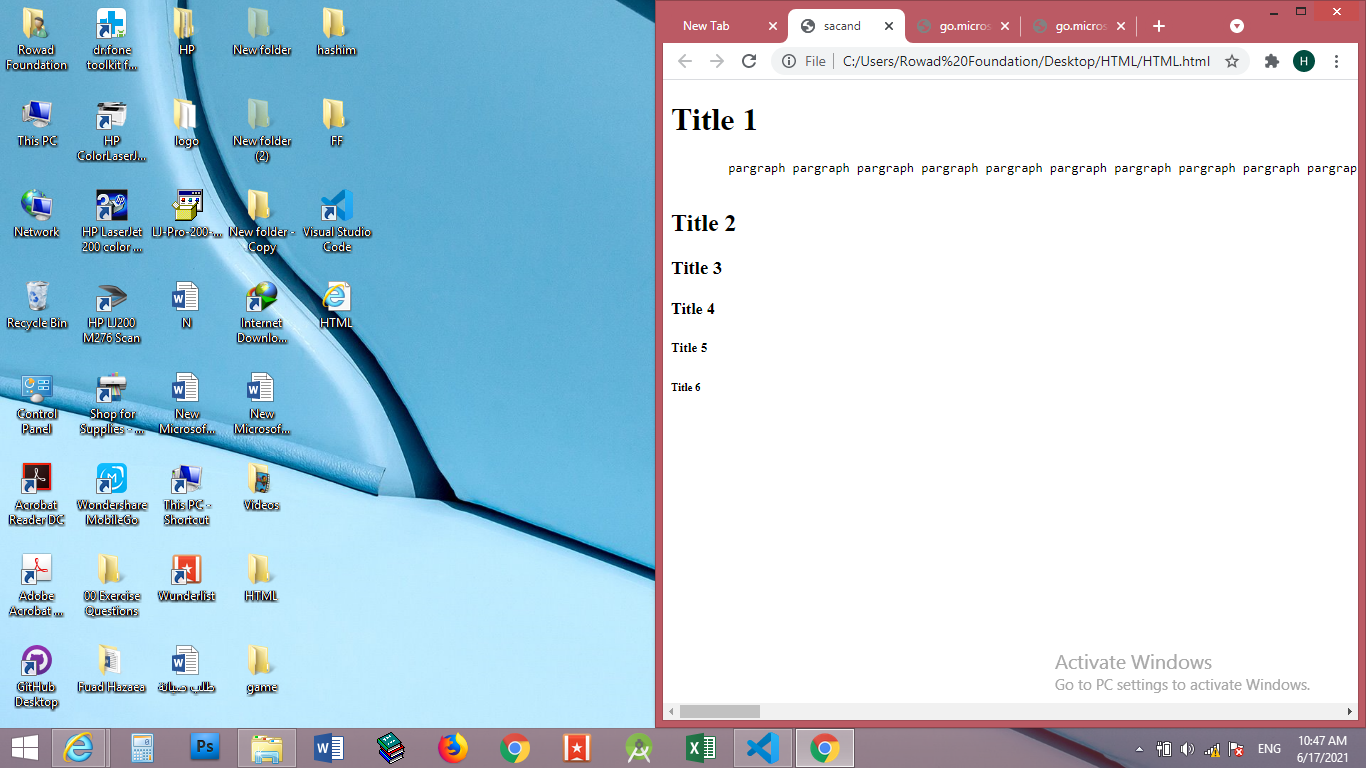 Rowad
Foundation
dr.fone
toolkit f...
HP
New folder
hashim
This PC
HP
ColorLaserJ...
logo
New folder
(2)
FF
Network
HP LaserJet
200 color ...
LJ-Pro-200-...
New folder -
Copy
Visual Studio
Code
Recycle Bin
HP LJ200
M276 Scan
N
Internet
Downlo...
HTML
Control
Panel
Shop for
Supplies - ...
New
Microsof...
New
Microsof...
Acrobat
Reader DC
Wondershare
MobileGo
This PC -
Shortcut
Videos
Adobe
Acrobat ...
00 Exercise
Questions
Wunderlist
HTML
GitHub
Desktop
Fuad Hazaea
طلب صيانة
game
New Tab
sacand
go.micros
go.micros
File
C:/Users/Rowad%20Foundation/Desktop/HTML/HTML.html
H
Title 1
pargraph pargraph pargraph pargraph pargraph pargraph pargraph pargraph pargraph pargrap
Title 2
Title 3
Title 4
Title 5
Title 6
Activate Windows
Go to PC settings to activate Windows.
Ps
ENG
10:47 AM
6/17/2021